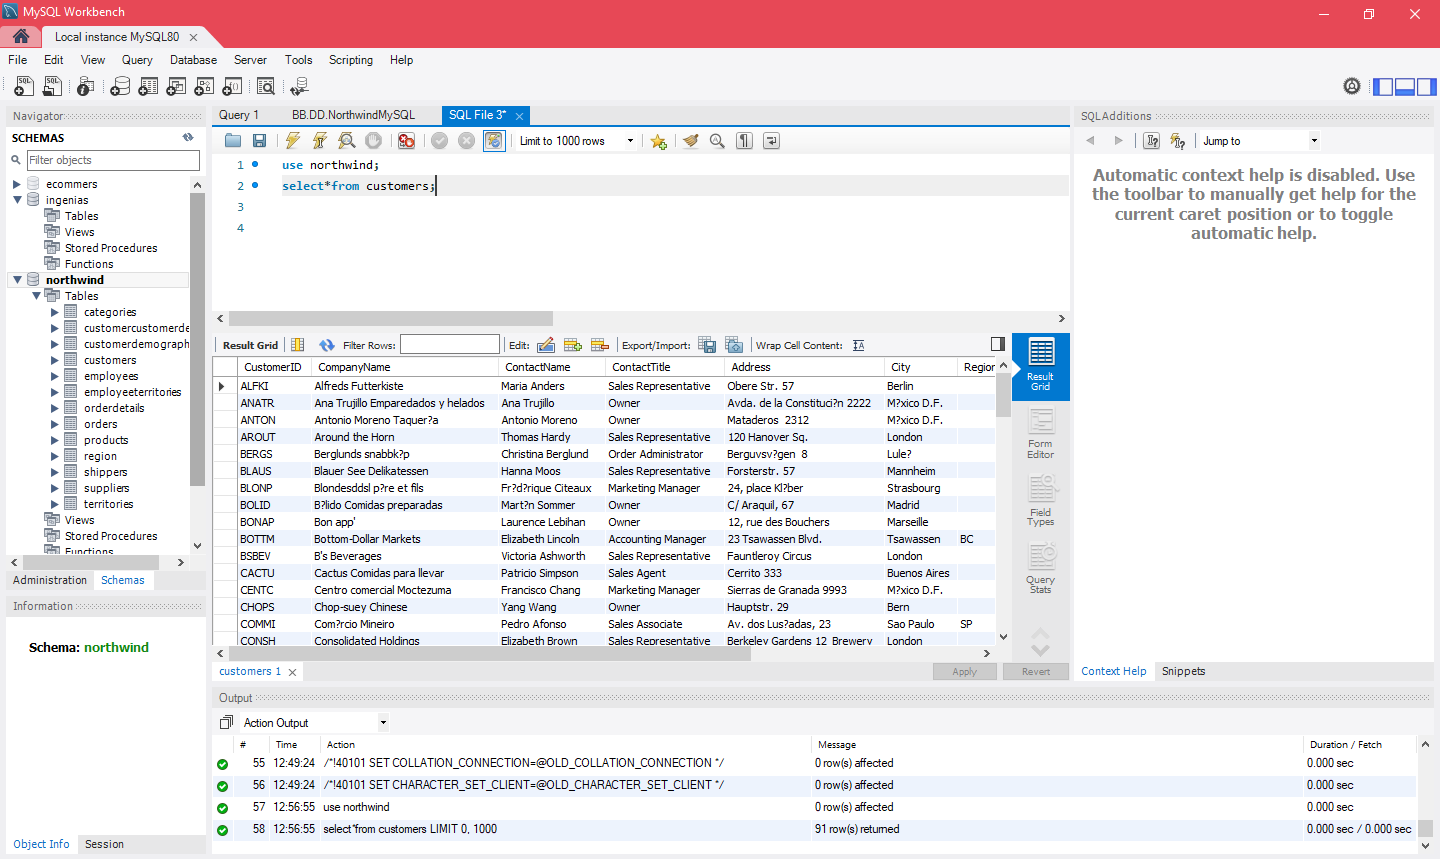 MySQL Workbench
Local instance MySQL80
File Edit View Query Database Server Tools Scripting Help
Navigator
SCHEMAS
Filter objects
ecommers
ingenias
Tables
Views
Stored Procedures
Functions
northwind
Tables
categories
customercustomerde
customerdemograph
customers
employees
employeeterritories
orderdetails
orders
products
region
shippers
suppliers
territories
Views
Stored Procedures
Functions
Administration Schemas
Information
Schema: northwind
Object Info Session
Query 1 BB.DD.NorthwindMySQL SQL File 3*
Limit to 1000 rows
1 use northwind;
2 select*from customers;
3
4
Result Grid Filter Rows: Edit: Export/Import: Wrap Cell Content:
CustomerID CompanyName ContactName ContactTitle Address City Region
ALFKI Alfreds Futterkiste Maria Anders Sales Representative Obere Str. 57 Berlin
ANATR Ana Trujillo Emparedados y helados Ana Trujillo Owner Avda. de la Constituci?n 2222 M?xico D.F.
ANTON Antonio Moreno Taquer?a Antonio Moreno Owner Mataderos 2312 M?xico D.F.
AROUT Around the Horn Thomas Hardy Sales Representative 120 Hanover Sq. London
BERGS Berglunds snabbk?p Christina Berglund Order Administrator Berguvsv?gen 8 Lule?
BLAUS Blauer See Delikatessen Hanna Moos Sales Representative Forsterstr. 57 Mannheim
BLONP Blondesddsl p?re et fils Fr?d?rique Citeaux Marketing Manager 24, place Kl?ber Strasbourg
BOLID B?lido Comidas preparadas Mart?n Sommer Owner C/ Araquil, 67 Madrid
BONAP Bon app' Laurence Lebihan Owner 12, rue des Bouchers Marseille
BOTTM Bottom-Dollar Markets Elizabeth Lincoln Accounting Manager 23 Tsawassen Blvd. Tsawassen BC
BSBEV B's Beverages Victoria Ashworth Sales Representative Fauntleroy Circus London
CACTU Cactus Comidas para llevar Patricio Simpson Sales Agent Cerrito 333 Buenos Aires
CENTC Centro comercial Moctezuma Francisco Chang Marketing Manager Sierras de Granada 9993 M?xico D.F.
CHOPS Chop-suey Chinese Yang Wang Owner Hauptstr. 29 Bern
COMMI Com?rcio Mineiro Pedro Afonso Sales Associate Av. dos Lus?adas, 23 Sao Paulo SP
CONSH Consolidated Holdings Elizabeth Brown Sales Representative Berkeley Gardens 12 Brewery London
Result
Grid
Form
Editor
Field
Types
Query
Stats
customers 1 Apply Revert
SQLAdditions
Jump to
Automatic context help is disabled. Use
the toolbar to manually get help for the
current caret position or to toggle
automatic help.
Context Help Snippets
Output
Action Output
# Time Action Message Duration / Fetch
55 12:49:24 /*!40101 SET COLLATION_CONNECTION=@OLD_COLLATION_CONNECTION */ 0 row(s) affected 0.000 sec
56 12:49:24 /*!40101 SET CHARACTER_SET_CLIENT=@OLD_CHARACTER_SET_CLIENT */ 0 row(s) affected 0.000 sec
57 12:56:55 use northwind 0 row(s) affected 0.000 sec
58 12:56:55 select*from customers LIMIT 0, 1000 91 row(s) returned 0.000 sec / 0.000 sec